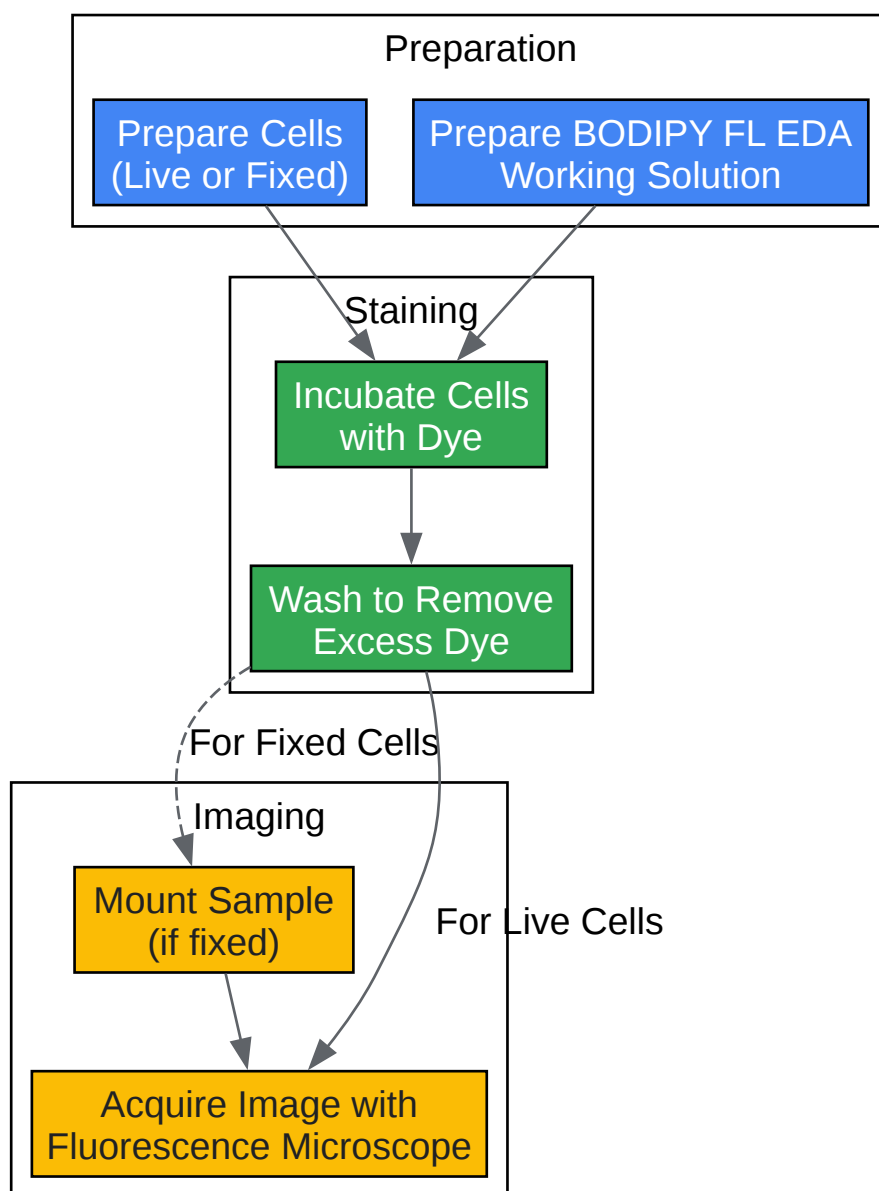 Preparation
Prepare Cells
(Live or Fixed)
Prepare BODIPY FL EDA
Working Solution
Staining
Incubate Cells
with Dye
Wash to Remove
Excess Dye
For Fixed Cells
Imaging
Mount Sample
(if fixed)
For Live Cells
Acquire Image with
Fluorescence Microscope